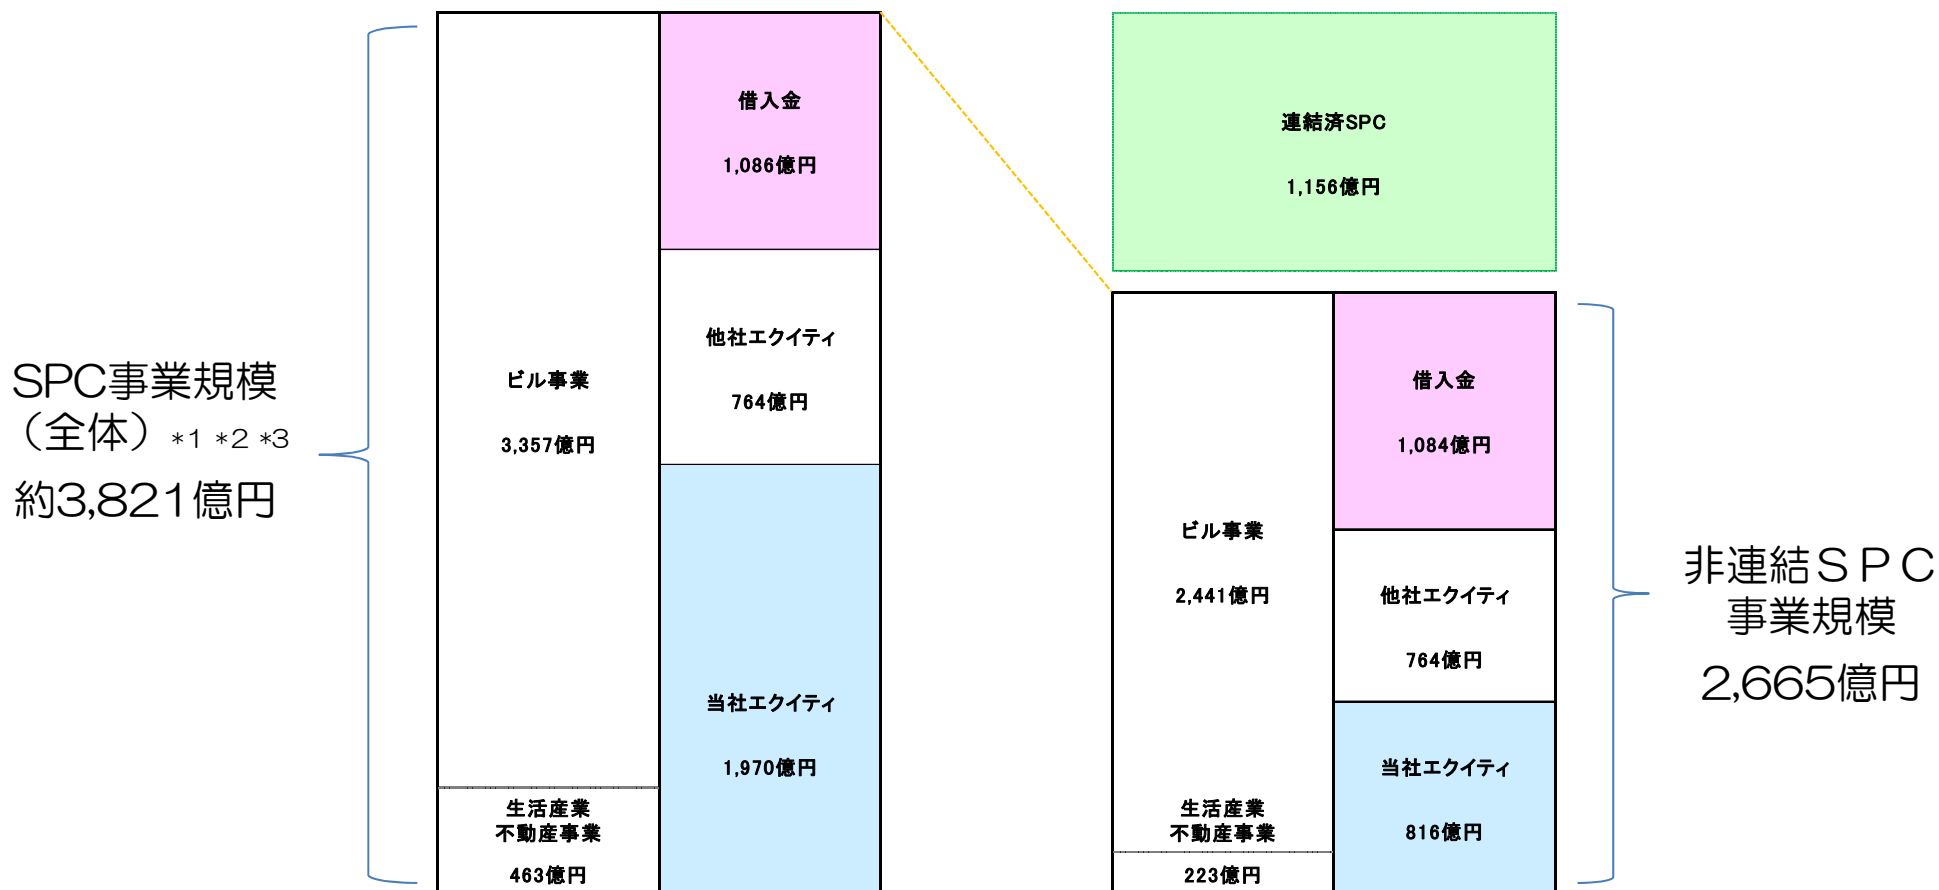 SPC事業規模
（全体）*1 *2 *3
約3,821億円
ビル事業
3,357億円
生活産業
不動産事業
463億円
借入金
1,086億円
他社エクイティ
764億円
当社エクイティ
1,970億円
連結済SPC
1,156億円
ビル事業
2,441億円
生活産業
不動産事業
223億円
借入金
1,084億円
他社エクイティ
764億円
当社エクイティ
816億円
非連結ＳＰＣ
事業規模
2,665億円